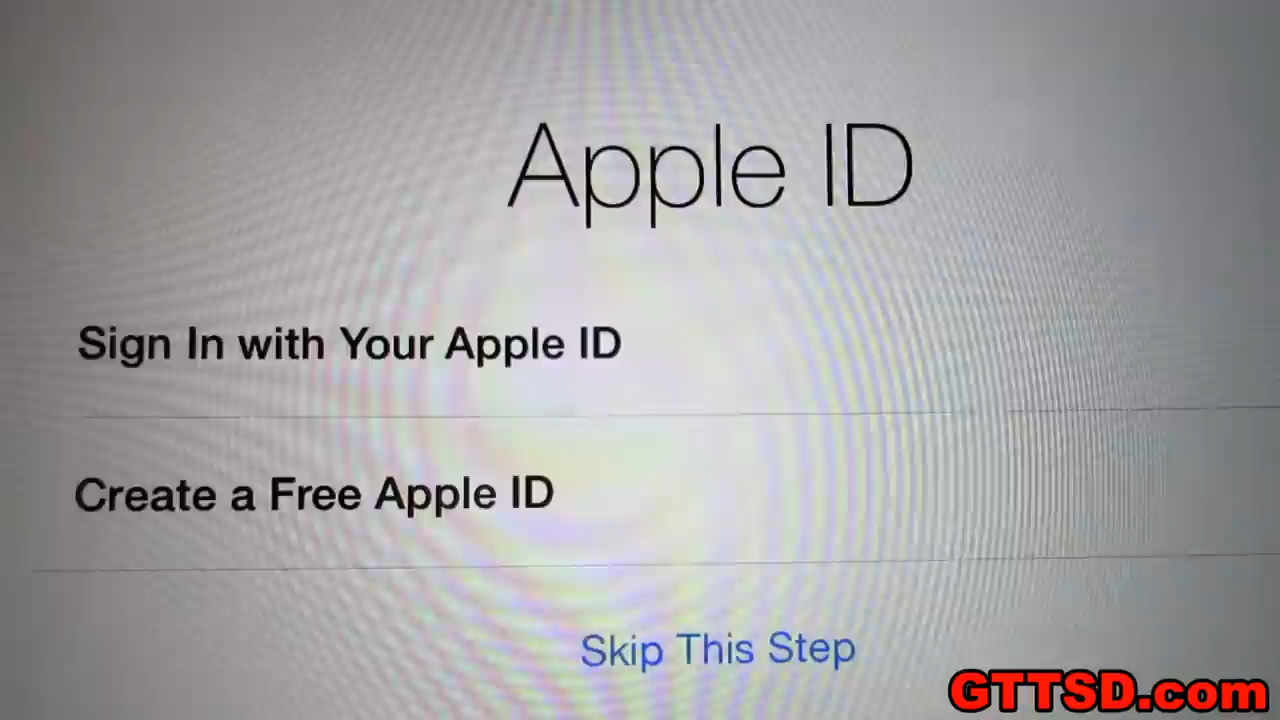 Apple ID
Sign In with Your Apple ID
Create a Free Apple ID
Skip This Step
GTTSD.com